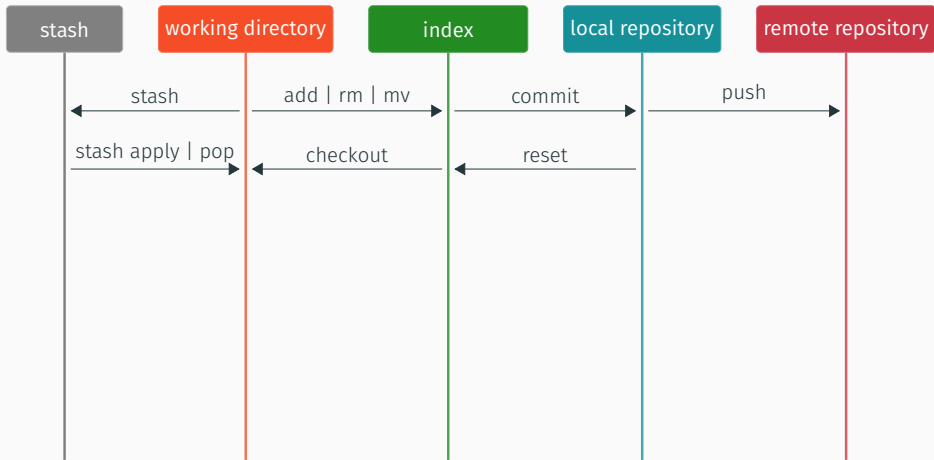 stash
working directory
index
local repository
remote repository
stash
add | rm | mv
commit
push
stash apply | pop
checkout
reset